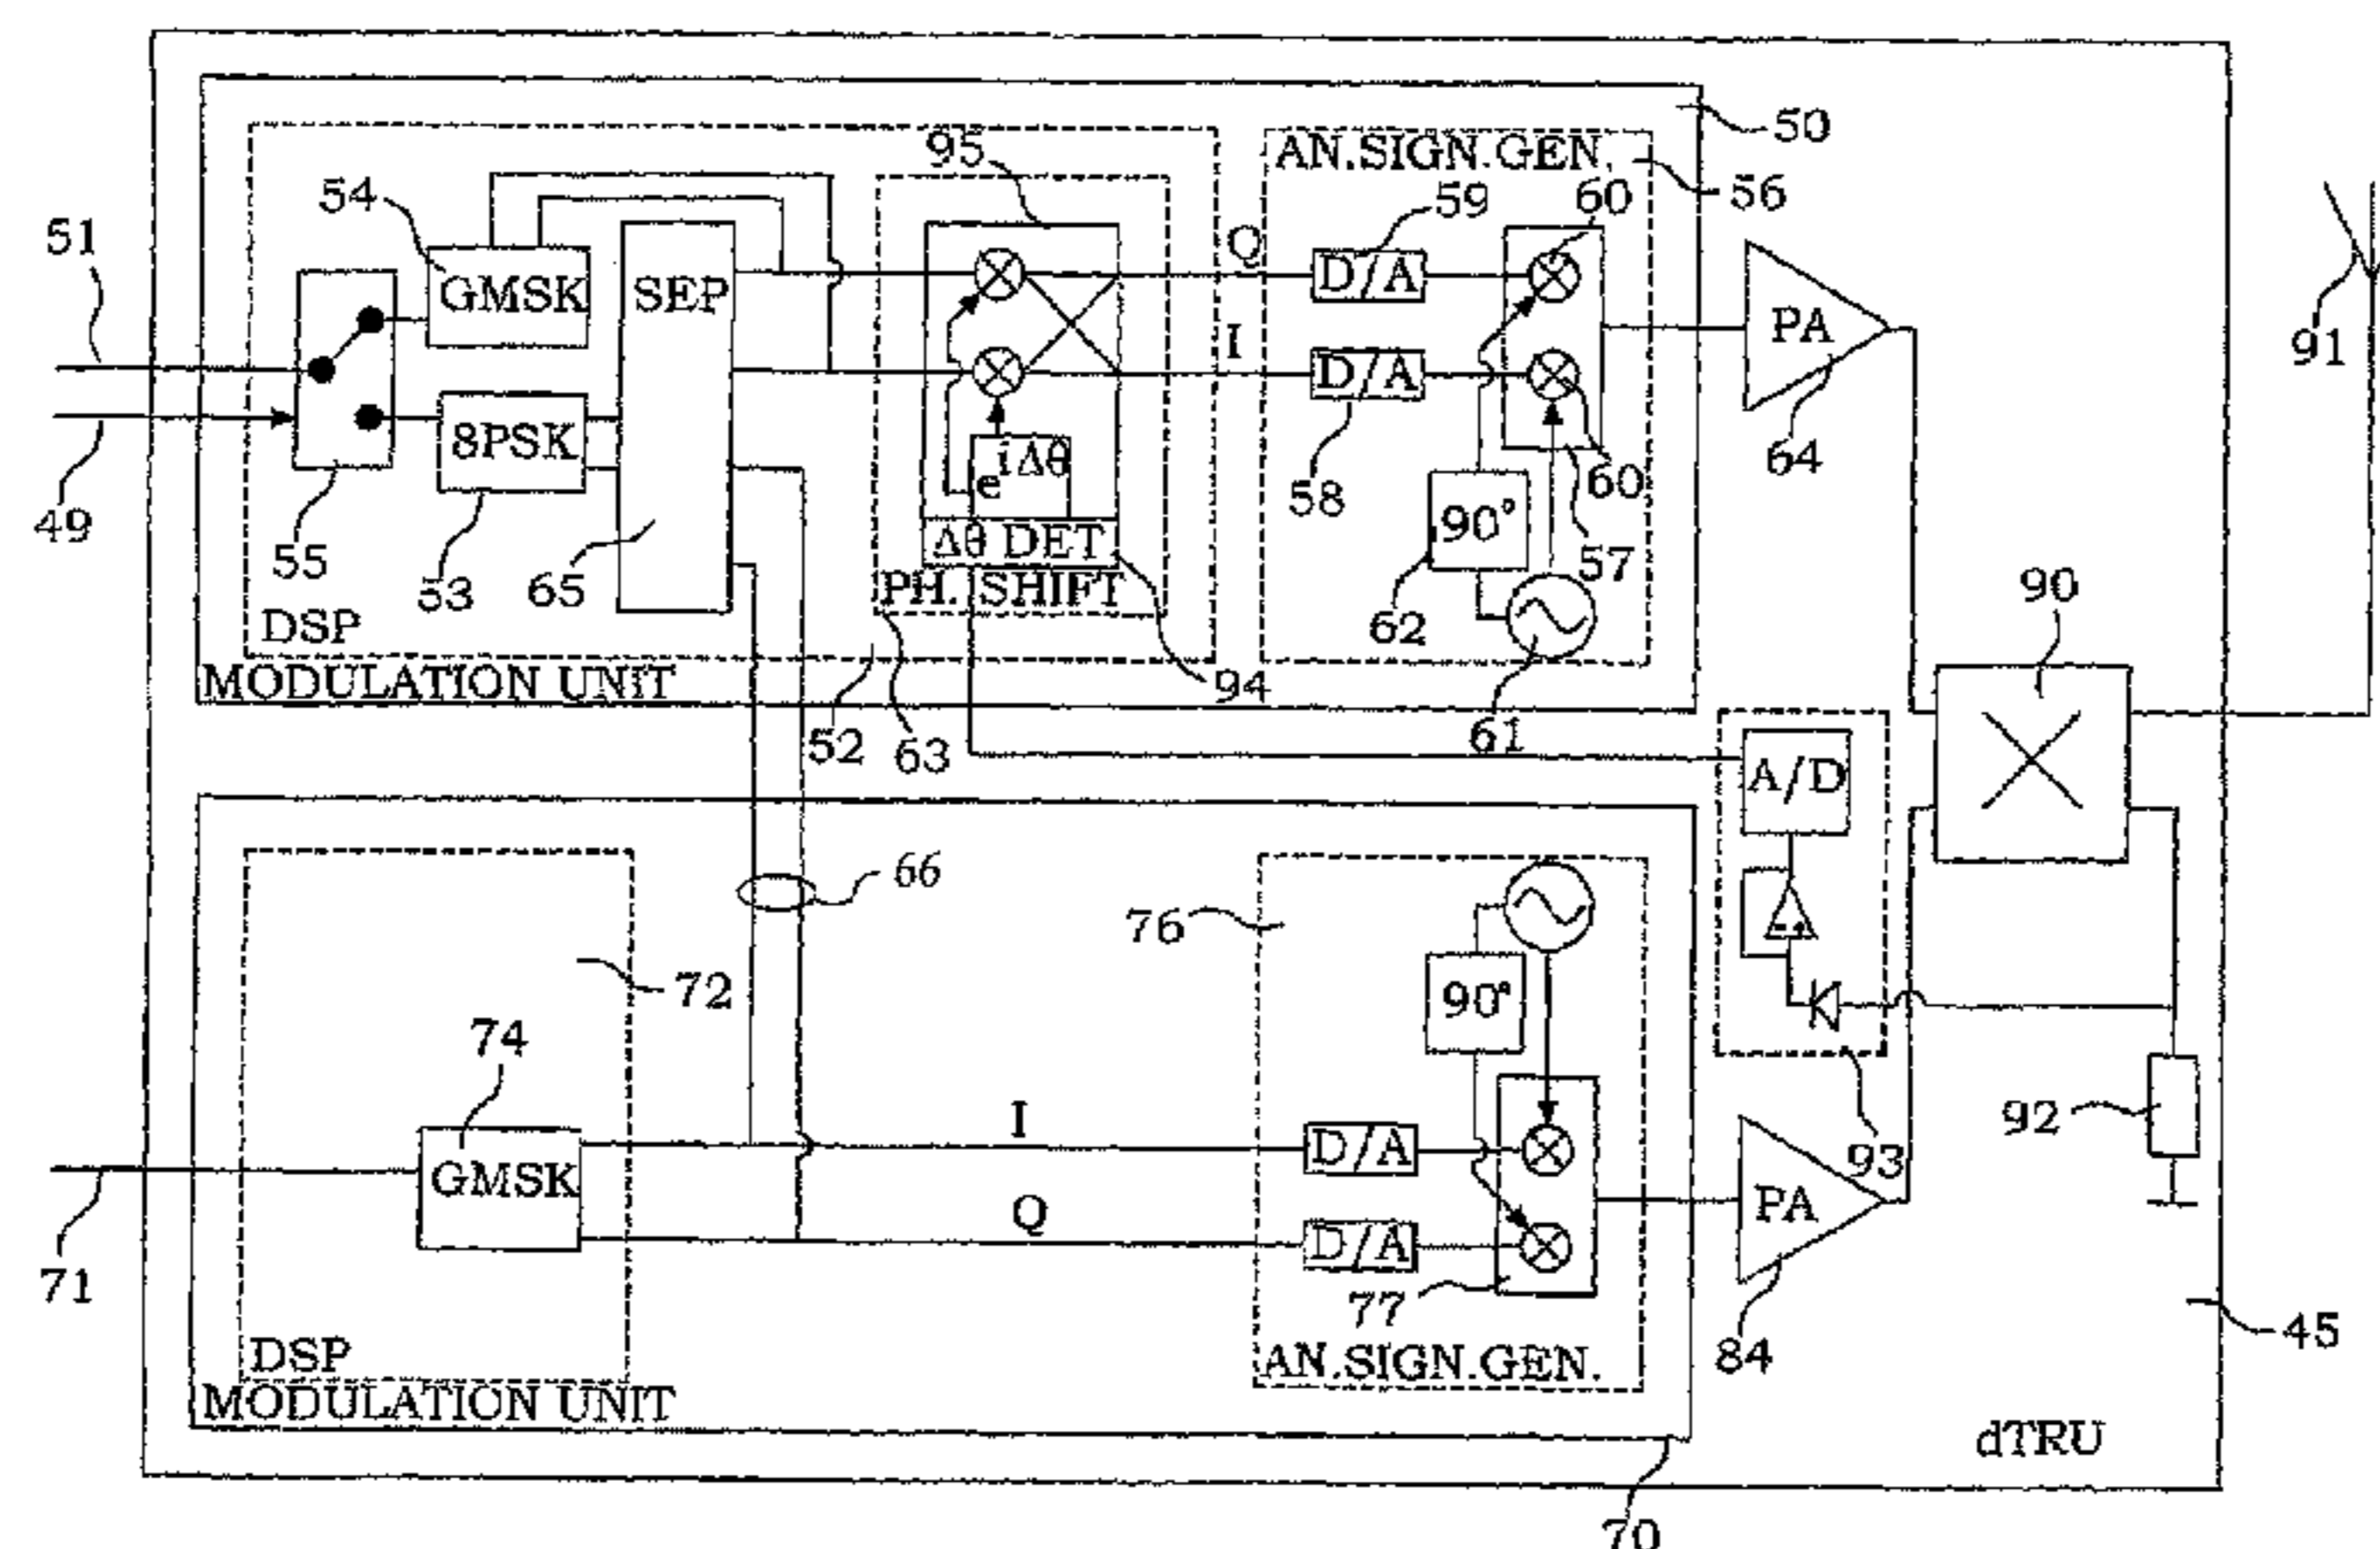 50
95
AN.SIGN.GEN.
54
59
60
56
51
Q
91
GMSK
SEP
D/A
PA
I
D/A
64
8PSK
e iΔθ
58
60
49
90°
55
53
65
Δθ DET
57
90
PH. SHIFT
62
DSP
94
MODULATION UNIT
52
63
61
A/D
66
76
72
90°
74
I
D/A
92
93
GMSK
Q
PA
D/A
71
77
45
DSP
AN.SIGN.GEN.
84
MODULATION UNIT
dTRU
70